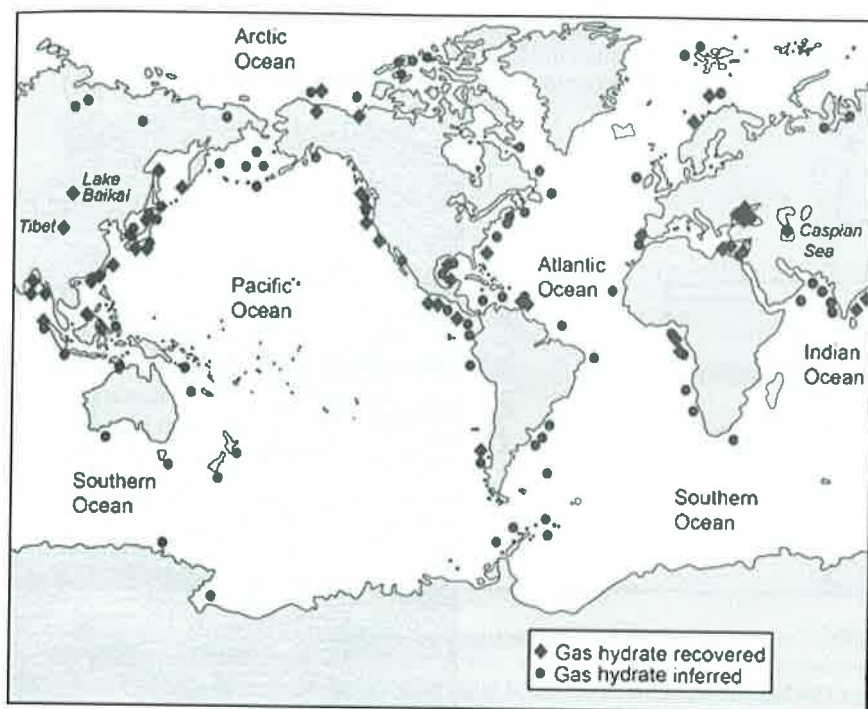 Arctic
Ocean
Lake
Baikal
Tibet
Caspian
Sea
Pacific
Ocean
Atlantic
Ocean
Indian
Ocean
Southern
Ocean
Southern
Ocean
Gas hydrate recovered
Gas hydrate inferred